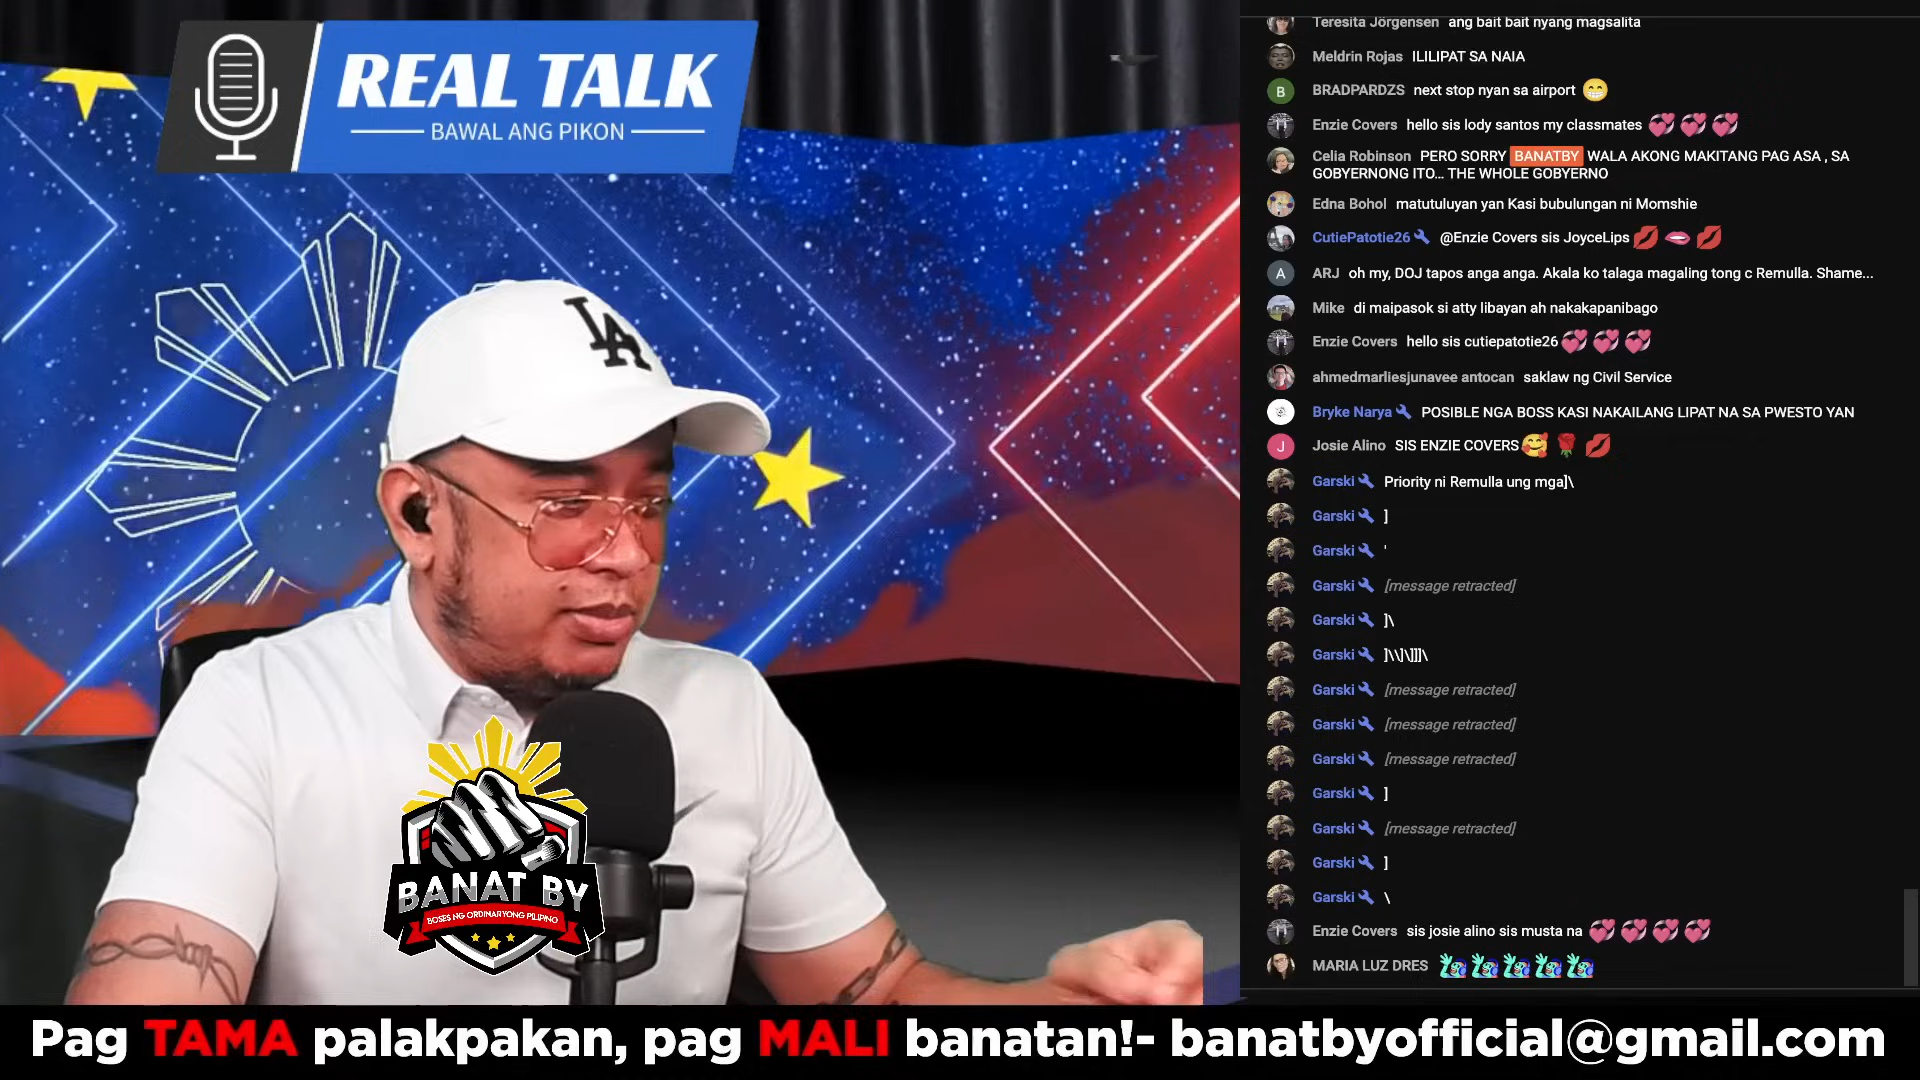 REAL TALK
BAWAL ANG PIKON
LA
BANAT BY
BOSES NG ORDINARYONG PILIPINO
Teresita Jörgensen ang bait bait nyang magsalita
Meldrin Rojas ILILIPAT SA NAIA
B BRADPARDZS next stop nyan sa airport 😁
Enzie Covers hello sis lody santos my classmates 💞 💞 💞
Celia Robinson PERO SORRY BANATBY WALA AKONG MAKITANG PAG ASA , SA
GOBYERNONG ITO... THE WHOLE GOBYERNO
Edna Bohol matutuluyan yan Kasi bubulungan ni Momshie
CutiePatotie26 @Enzie Covers sis JoyceLips 💋 👄 💋
A ARJ oh my, DOJ tapos anga anga. Akala ko talaga magaling tong c Remulla. Shame...
Mike di maipasok si atty libayan ah nakakapanibago
Enzie Covers hello sis cutiepatotie26 💞 💞 💞
ahmedmarliesjunavee antocan saklaw ng Civil Service
Bryke Narya POSIBLE NGA BOSS KASI NAKAILANG LIPAT NA SA PWESTO YAN
J Josie Alino SIS ENZIE COVERS 🥰 🌹 💋
Garski Priority ni Remulla ung mga]\
Garski ]
Garski '
Garski [message retracted]
Garski ]\
Garski ]\\]\]]]\
Garski [message retracted]
Garski [message retracted]
Garski [message retracted]
Garski ]
Garski [message retracted]
Garski ]
Garski \
Enzie Covers sis josie alino sis musta na 💞 💞 💞 💞
MARIA LUZ DRES
Pag TAMA palakpakan, pag MALI banatan!- banatbyofficial@gmail.com